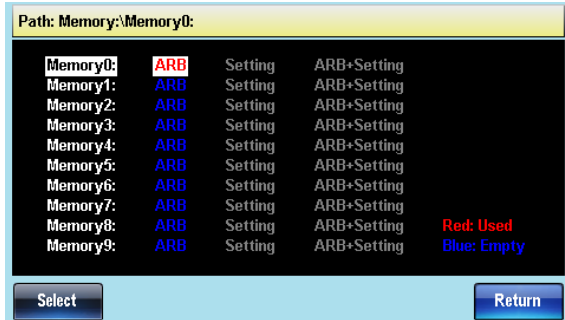 Path: Memory:\Memory0:
Memory0: ARB Setting ARB+Setting
Memory1: ARB Setting ARB+Setting
Memory2: ARB Setting ARB+Setting
Memory3: ARB Setting ARB+Setting
Memory4: ARB Setting ARB+Setting
Memory5: ARB Setting ARB+Setting
Memory6: ARB Setting ARB+Setting
Memory7: ARB Setting ARB+Setting
Memory8: ARB Setting ARB+Setting Red: Used
Memory9: ARB Setting ARB+Setting Blue: Empty
Select Return